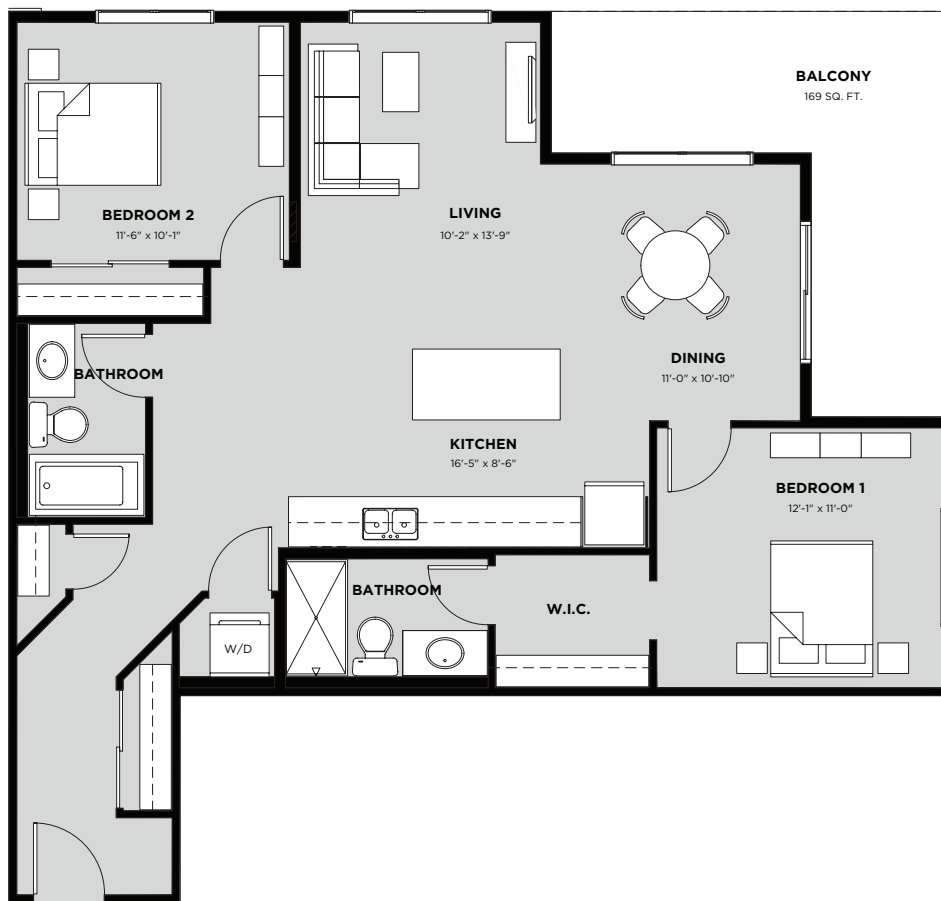 BALCONY
169 SQ. FT.
BEDROOM 2
11'-6" x 10'-1"
LIVING
10'-2" x 13'-9"
DINING
11'-0" x 10'-10"
BATHROOM
KITCHEN
16'-5" x 8'-6"
BEDROOM 1
12'-1" x 11'-0"
BATHROOM
W.I.C.
W/D